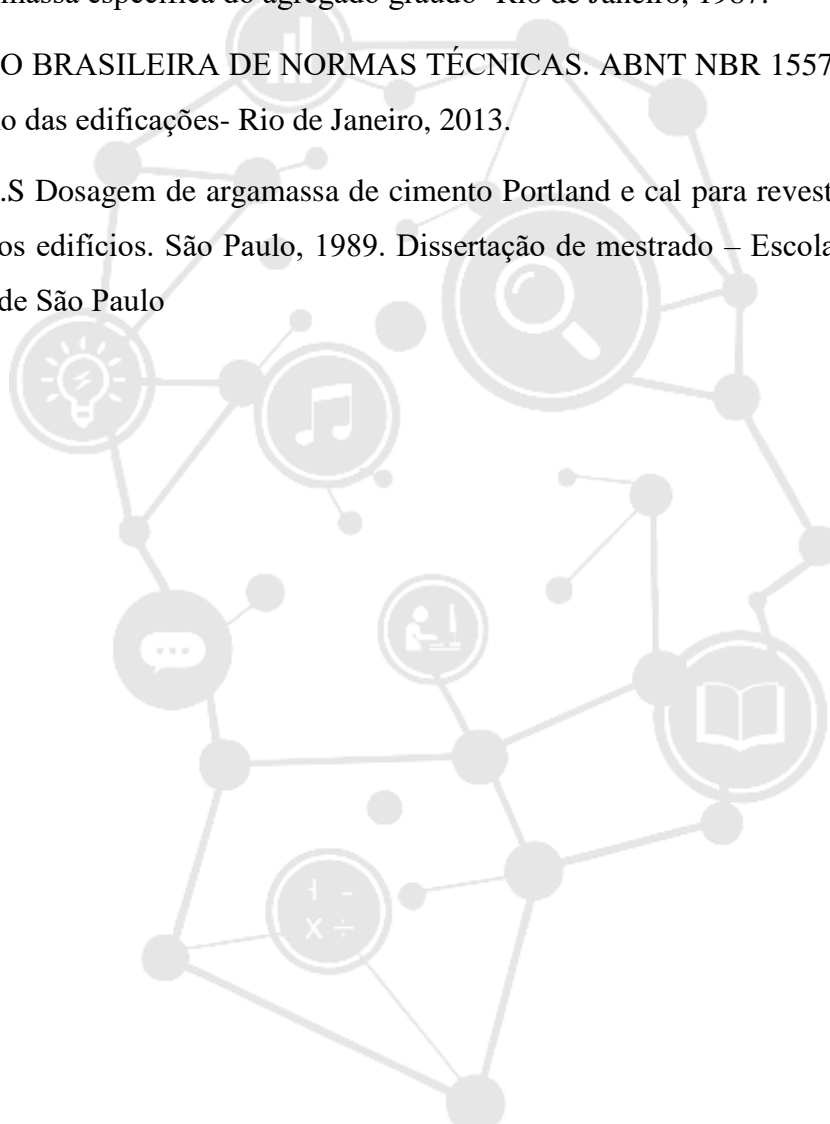 massa específica do agregado graúdo- Rio de Janeiro, 1987.
O BRASILEIRA DE NORMAS TÉCNICAS. ABNT NBR 1557
o das edificações- Rio de Janeiro, 2013.
.S Dosagem de argamassa de cimento Portland e cal para revest
os edifícios. São Paulo, 1989. Dissertação de mestrado – Escola
de São Paulo